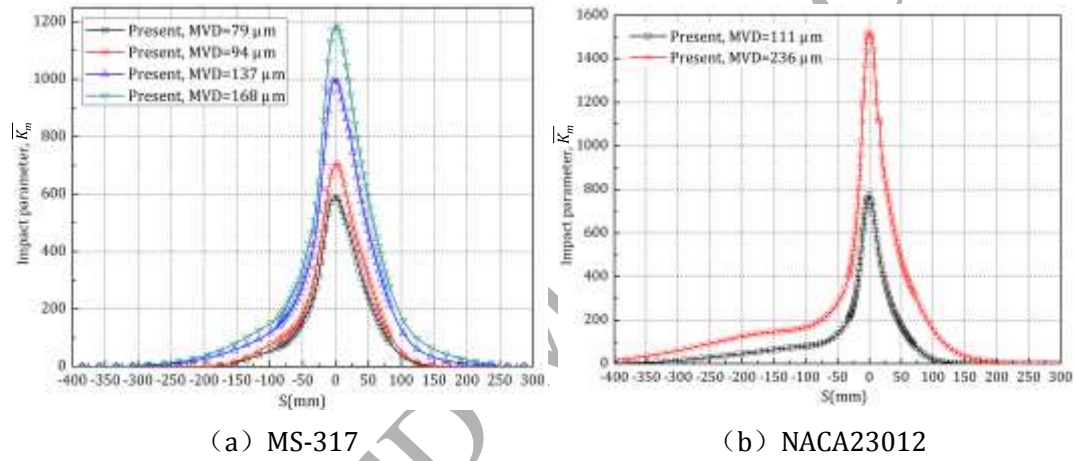 Present, MVD=79 μm
Present, MVD=94 μm
Present, MVD=137 μm
Present, MVD=168 μm
Impact parameter, K̅m
1200
1000
800
600
400
200
0
-400 -350 -300 -250 -200 -150 -100 -50 0 50 100 150 200 250 300
S(mm)
(a) MS-317
Present, MVD=111 μm
Present, MVD=236 μm
Impact parameter, K̅m
1600
1400
1200
1000
800
600
400
200
0
-400 -350 -300 -250 -200 -150 -100 -50 0 50 100 150 200 250 300
S(mm)
(b) NACA23012